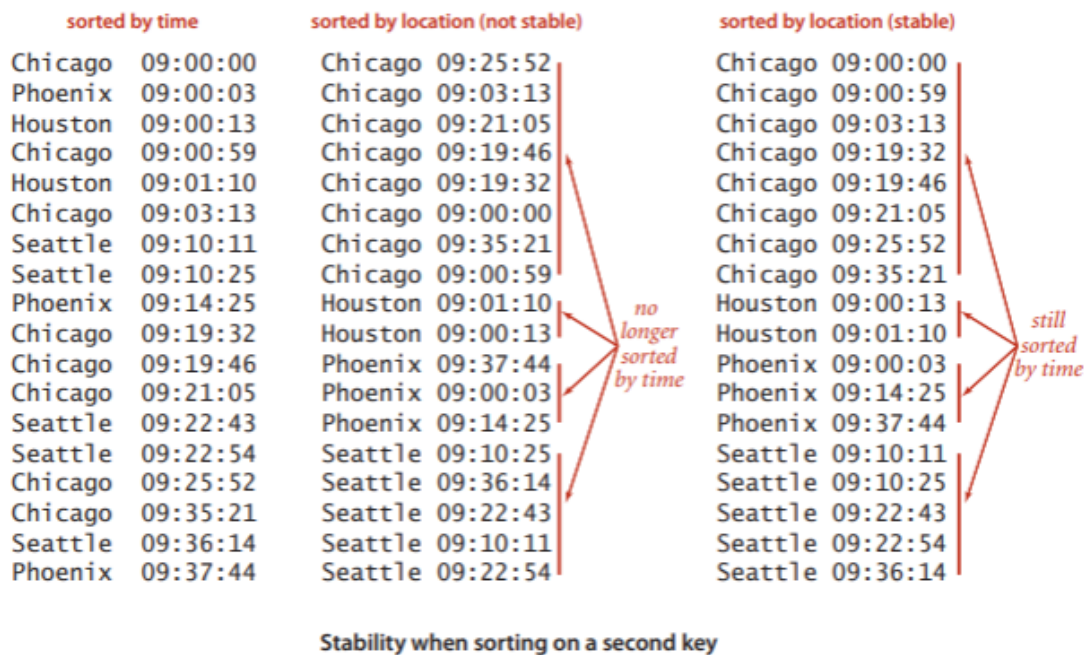 sorted by time
Chicago 09:00:00
Phoenix 09:00:03
Houston 09:00:13
Chicago 09:00:59
Houston 09:01:10
Chicago 09:03:13
Seattle 09:10:11
Seattle 09:10:25
Phoenix 09:14:25
Chicago 09:19:32
Chicago 09:19:46
Chicago 09:21:05
Seattle 09:22:43
Seattle 09:22:54
Chicago 09:25:52
Chicago 09:35:21
Seattle 09:36:14
Phoenix 09:37:44
sorted by location (not stable)
Chicago 09:25:52
Chicago 09:03:13
Chicago 09:21:05
Chicago 09:19:46
Chicago 09:19:32
Chicago 09:00:00
Chicago 09:35:21
Chicago 09:00:59
Houston 09:01:10
Houston 09:00:13
Phoenix 09:37:44
Phoenix 09:00:03
Phoenix 09:14:25
Seattle 09:10:25
Seattle 09:36:14
Seattle 09:22:43
Seattle 09:10:11
Seattle 09:22:54
no
longer
sorted
by time
sorted by location (stable)
Chicago 09:00:00
Chicago 09:00:59
Chicago 09:03:13
Chicago 09:19:32
Chicago 09:19:46
Chicago 09:21:05
Chicago 09:25:52
Chicago 09:35:21
Houston 09:00:13
Houston 09:01:10
Phoenix 09:00:03
Phoenix 09:14:25
Phoenix 09:37:44
Seattle 09:10:11
Seattle 09:10:25
Seattle 09:22:43
Seattle 09:22:54
Seattle 09:36:14
still
sorted
by time
Stability when sorting on a second key